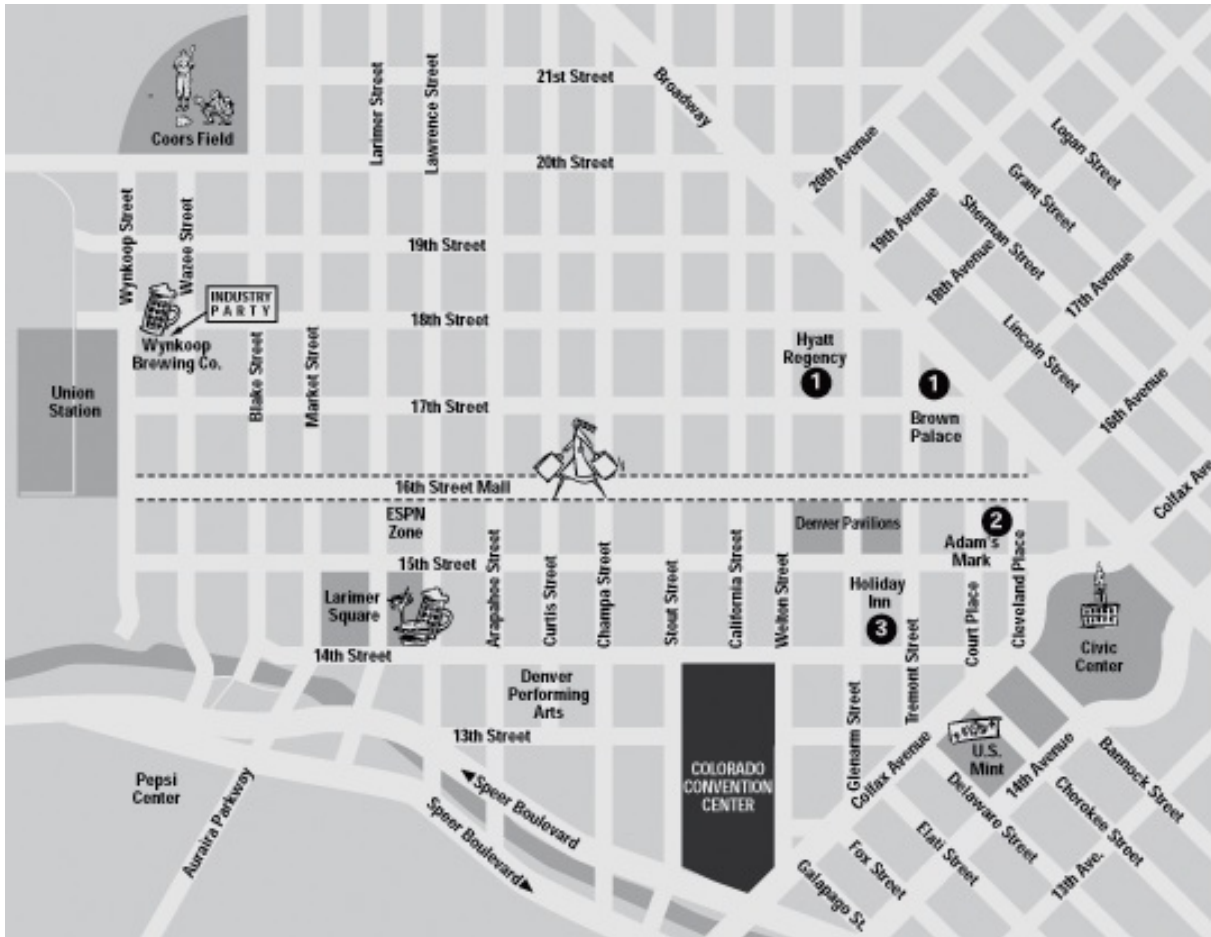 21st Street
Broadway
Larimer Street
Lawrence Street
Coors Field
20th Street
20th Avenue
Logan Street
Grant Street
Sherman Street
19th Avenue
18th Avenue
17th Avenue
Wynkoop Street
Wazee Street
19th Street
INDUSTRY
PARTY
18th Street
Wynkoop
Brewing Co.
Blake Street
Market Street
Hyatt
Regency
1
1
Lincoln Street
16th Avenue
Union
Station
17th Street
Brown
Palace
Colfax Ave
16th Street Mall
ESPN
Zone
Denver Pavilions
2
Adam's
Mark
15th Street
Arapahoe Street
Curtis Street
Champa Street
Stout Street
California Street
Welton Street
Holiday
Inn
3
Tremont Street
Court Place
Cleveland Place
Larimer
Square
Civic
Center
14th Street
Denver
Performing
Arts
13th Street
Glenarm Street
Colfax Avenue
U.S.
Mint
14th Avenue
Bannock Street
Cherokee Street
Delaware Street
Elati Street
13th Ave.
Fox Street
Galapago St.
COLORADO
CONVENTION
CENTER
Pepsi
Center
Auraira Parkway
Speer Boulevard
Speer Boulevard